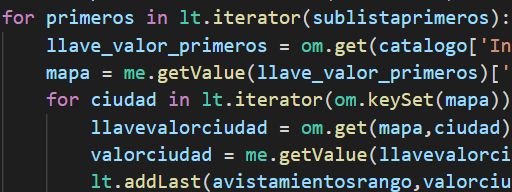 for primeros in lt.iterator(sublistaprimeros):
llave_valor_primeros = om.get(catalogo['In
mapa = me.getValue(llave_valor_primeros)['
for ciudad in lt.iterator(om.keySet(mapa))
llavevalorciudad = om.get(mapa,ciudad)
valorciudad = me.getValue(llavevalorci
lt.addLast(avistamientosrango,valorciu